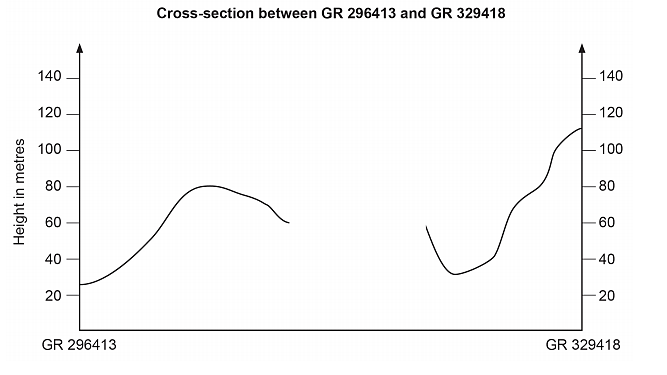 Cross-section between GR 296413 and GR 329418
140 140
120 120
100 100
80 80
60 60
40 40
20 20
Height in metres
GR 296413 GR 329418